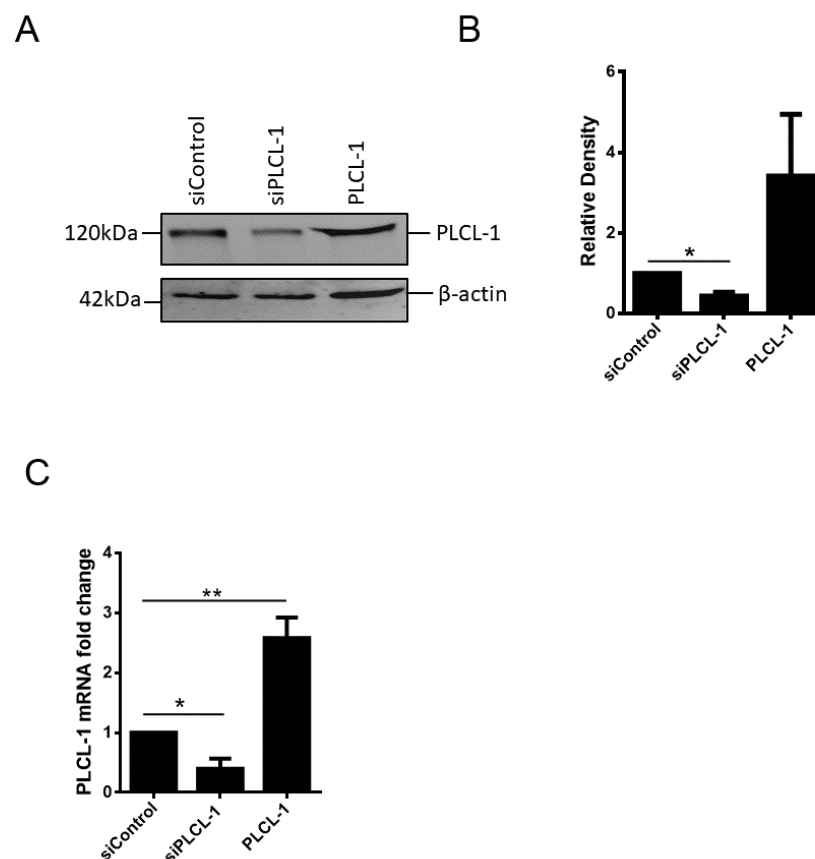 A
siControl
siPLCL-1
PLCL-1
120kDa
PLCL-1
42kDa
β-actin
B
Relative Density
6
4
2
0
*
siControl
siPLCL-1
PLCL-1
C
PLCL-1 mRNA fold change
4
3
2
1
0
**
*
siControl
siPLCL-1
PLCL-1